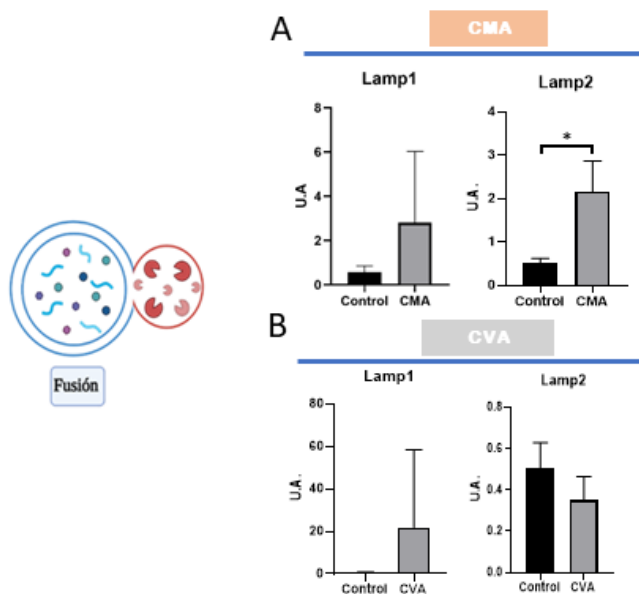 A
CMA
Lamp1
8
6
4
2
0
U.A
Control
CMA
Lamp2
4
3
2
1
0
U.A.
*
Control
CMA
Fusión
B
CVA
Lamp1
80
60
40
20
0
U.A.
Control
CVA
Lamp2
0.8
0.6
0.4
0.2
0.0
U.A.
Control
CVA